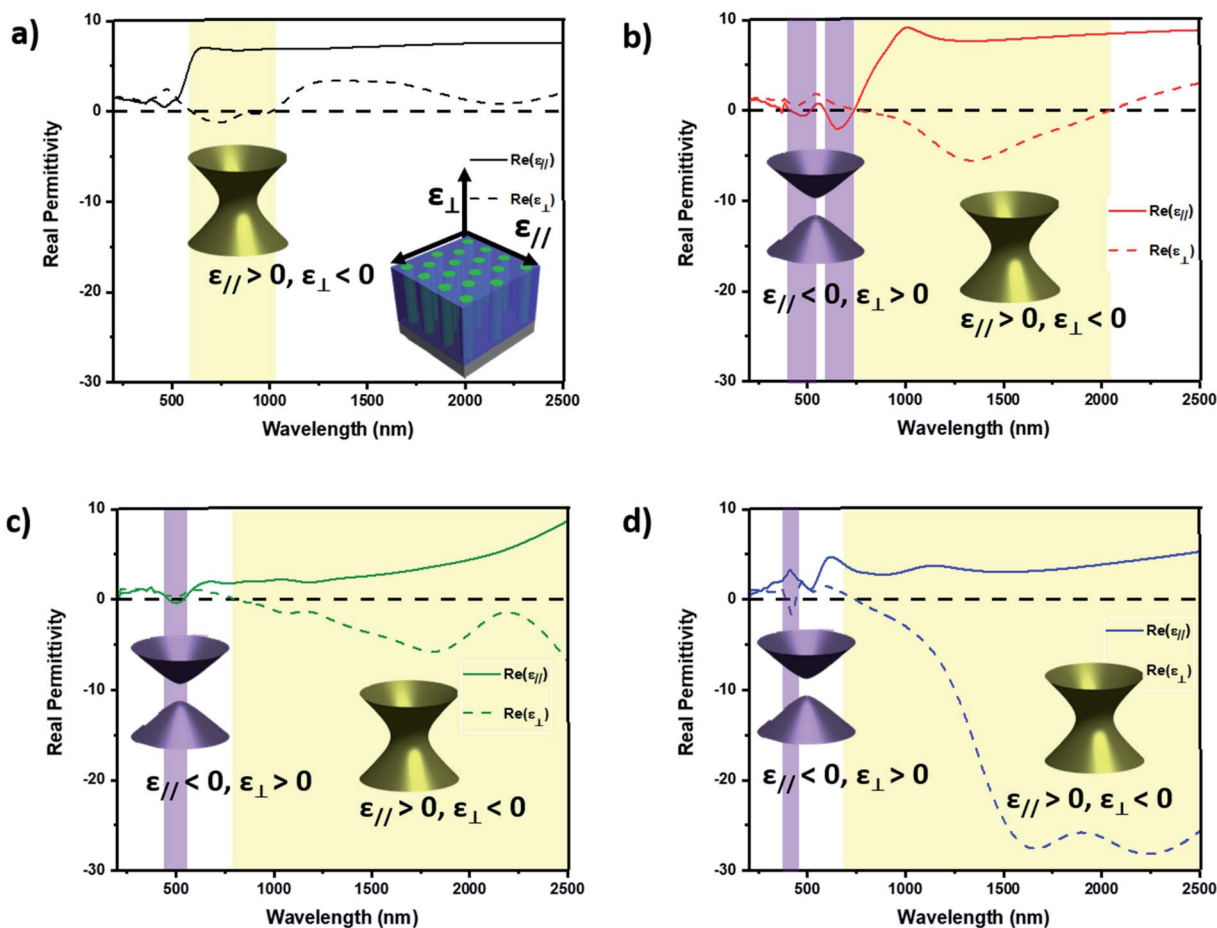 a)
10
0
-10
-20
-30
Real Permittivity
500
1000
1500
2000
2500
Wavelength (nm)
Re(ε//)
Re(ε⊥)
ε⊥
ε//
ε// > 0, ε⊥ < 0
b)
10
0
-10
-20
-30
Real Permittivity
500
1000
1500
2000
2500
Wavelength (nm)
Re(ε//)
Re(ε⊥)
ε// < 0, ε⊥ > 0
ε// > 0, ε⊥ < 0
c)
10
0
-10
-20
-30
Real Permittivity
500
1000
1500
2000
2500
Wavelength (nm)
Re(ε//)
Re(ε⊥)
ε// < 0, ε⊥ > 0
ε// > 0, ε⊥ < 0
d)
10
0
-10
-20
-30
Real Permittivity
500
1000
1500
2000
2500
Wavelength (nm)
Re(ε//)
Re(ε⊥)
ε// < 0, ε⊥ > 0
ε// > 0, ε⊥ < 0